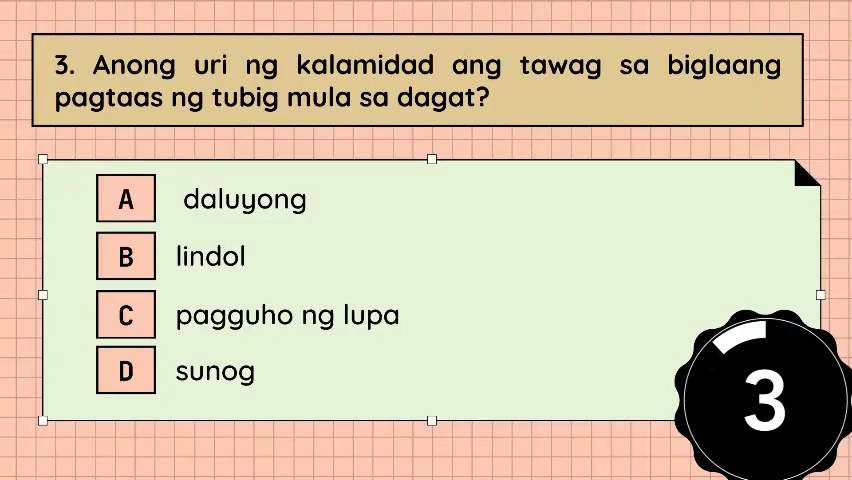 3. Anong uri ng kalamidad ang tawag sa biglaang
pagtaas ng tubig mula sa dagat?
A daluyong
B lindol
C pagguho ng lupa
D sunog
3